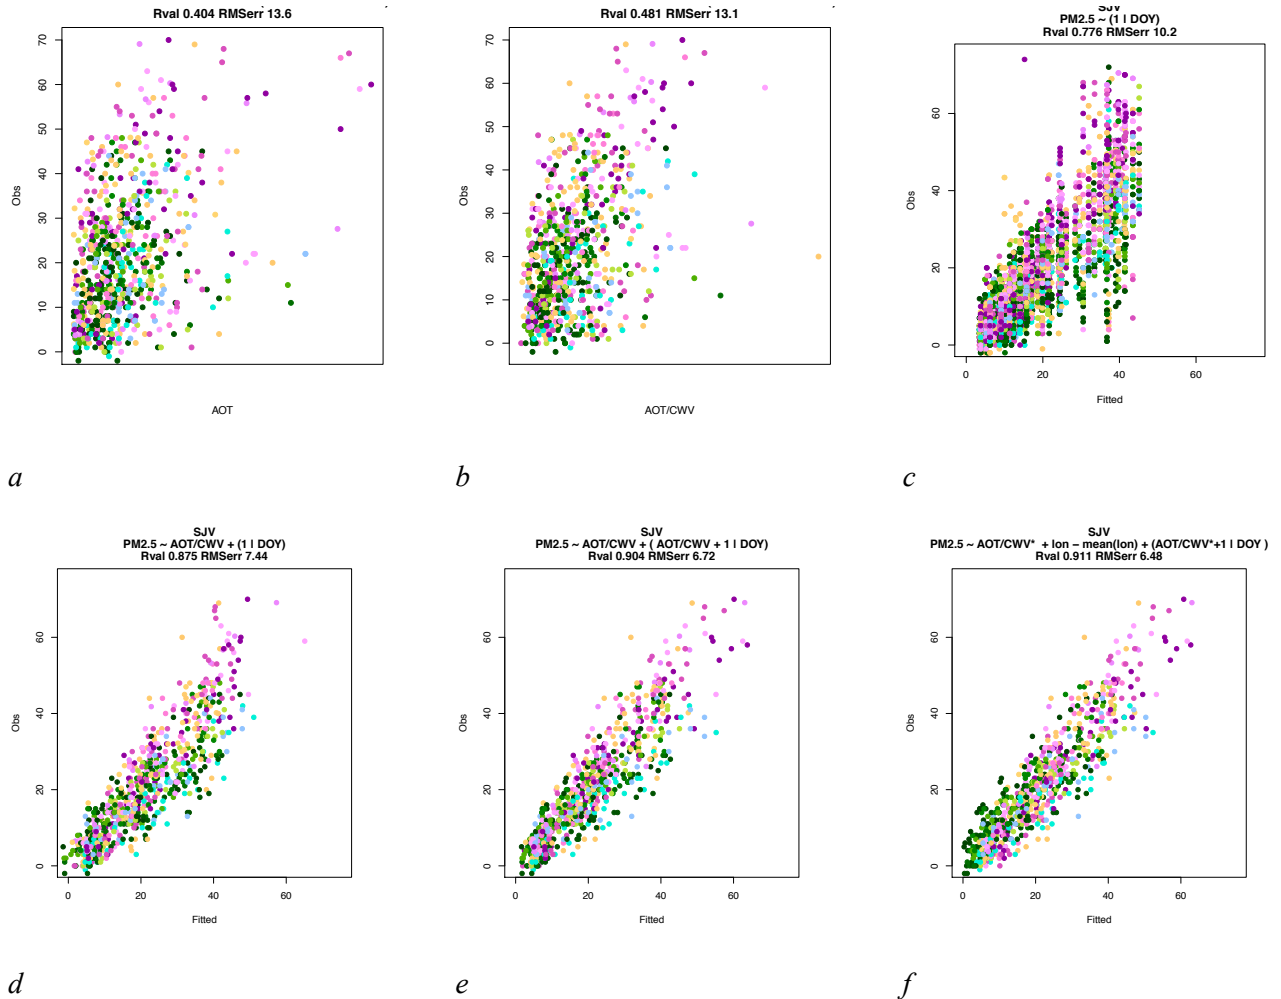 Rval 0.404 RMSerr 13.6
70
60
50
40
30
20
10
0
Obs
AOT
a
Rval 0.481 RMSerr 13.1
70
60
50
40
30
20
10
0
Obs
AOT/CWV
b
SJV
PM2.5 ~ (1 | DOY)
Rval 0.776 RMSerr 10.2
60
40
20
0
Obs
0 20 40 60
Fitted
c
SJV
PM2.5 ~ AOT/CWV + (1 | DOY)
Rval 0.875 RMSerr 7.44
60
40
20
0
Obs
0 20 40 60
Fitted
d
SJV
PM2.5 ~ AOT/CWV + ( AOT/CWV + 1 | DOY)
Rval 0.904 RMSerr 6.72
60
40
20
0
Obs
0 20 40 60
Fitted
e
SJV
PM2.5 ~ AOT/CWV* + lon − mean(lon) + (AOT/CWV*+1 | DOY )
Rval 0.911 RMSerr 6.48
60
40
20
0
Obs
0 20 40 60
Fitted
f